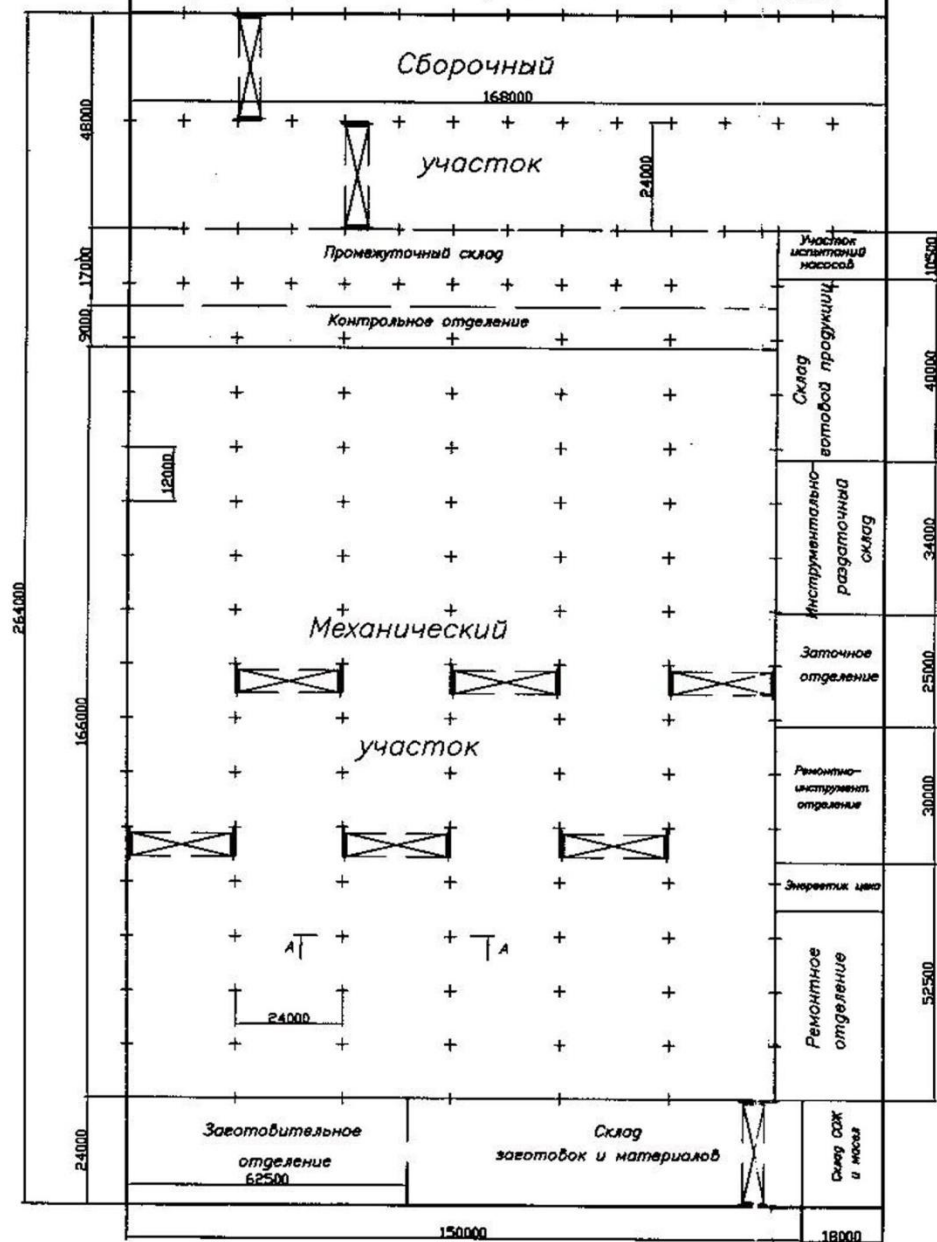 Сборочный
168000
48000
участок
24000
Промежуточный склад
Участок
испытаний
насосов
10500
17000
Контрольное отделение
9000
Склад
готовой продукции
40000
12000
Инструментально-
раздаточный
склад
34000
264000
Механический
Заточное
отделение
25000
166000
участок
Ремонтно-
инструмент.
отделение
30000
Энергетик цеха
A
A
Ремонтное
отделение
52500
24000
24000
Заготовительное
отделение
62500
Склад
заготовок и материалов
Склад СОЖ
и масел
150000
18000